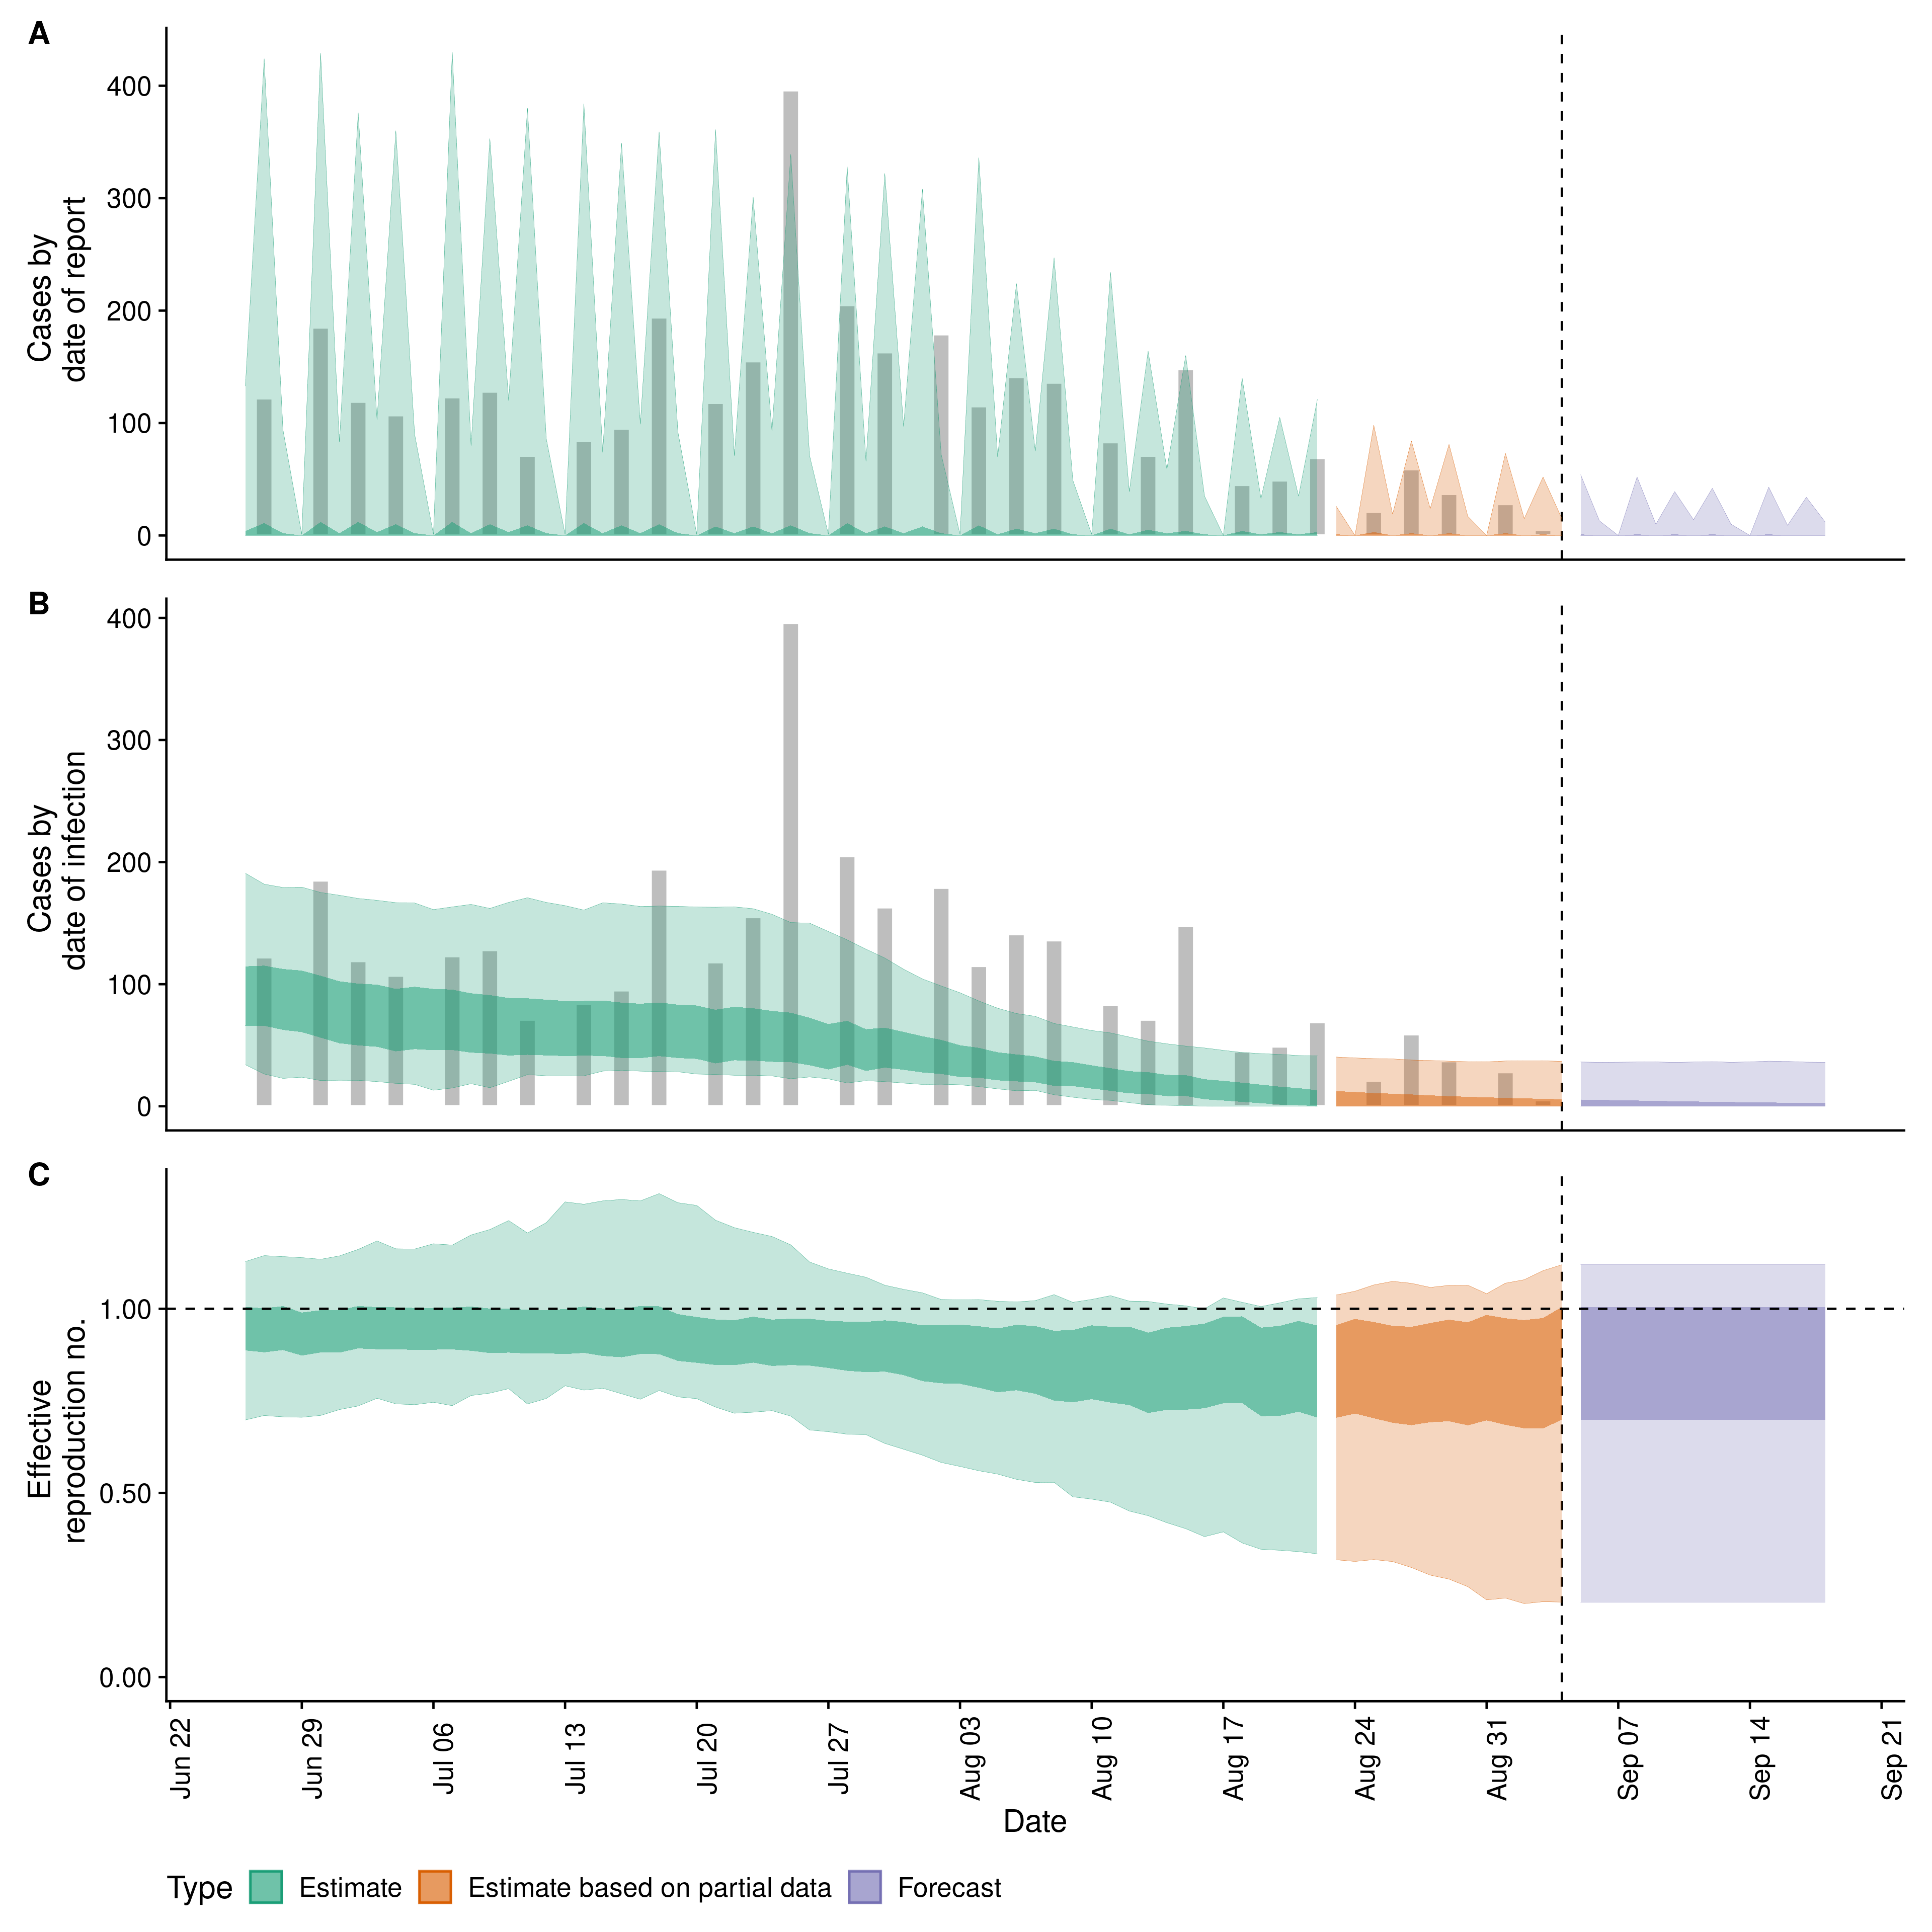 A
400
300
200
100
0
Cases by
date of report
B
400
300
200
100
0
Cases by
date of infection
C
1.00
0.50
0.00
Effective
reproduction no.
Jun 22
Jun 29
Jul 06
Jul 13
Jul 20
Jul 27
Aug 03
Aug 10
Aug 17
Aug 24
Aug 31
Sep 07
Sep 14
Sep 21
Date
Type
Estimate
Estimate based on partial data
Forecast